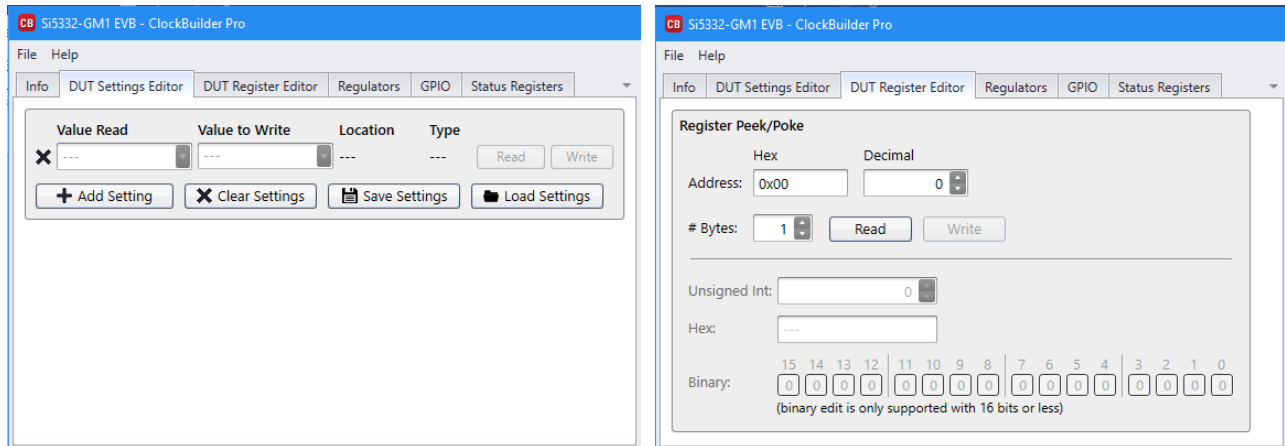 CB Si5332-GM1 EVB - ClockBuilder Pro
File Help
Info DUT Settings Editor DUT Register Editor Regulators GPIO Status Registers
Value Read Value to Write Location Type
--- --- --- --- Read Write
Add Setting Clear Settings Save Settings Load Settings
CB Si5332-GM1 EVB - ClockBuilder Pro
File Help
Info DUT Settings Editor DUT Register Editor Regulators GPIO Status Registers
Register Peek/Poke
Hex Decimal
Address: 0x00 0
# Bytes: 1 Read Write
Unsigned Int: 0
Hex: ---
15 14 13 12 11 10 9 8 7 6 5 4 3 2 1 0
Binary: 0 0 0 0 0 0 0 0 0 0 0 0 0 0 0 0
(binary edit is only supported with 16 bits or less)